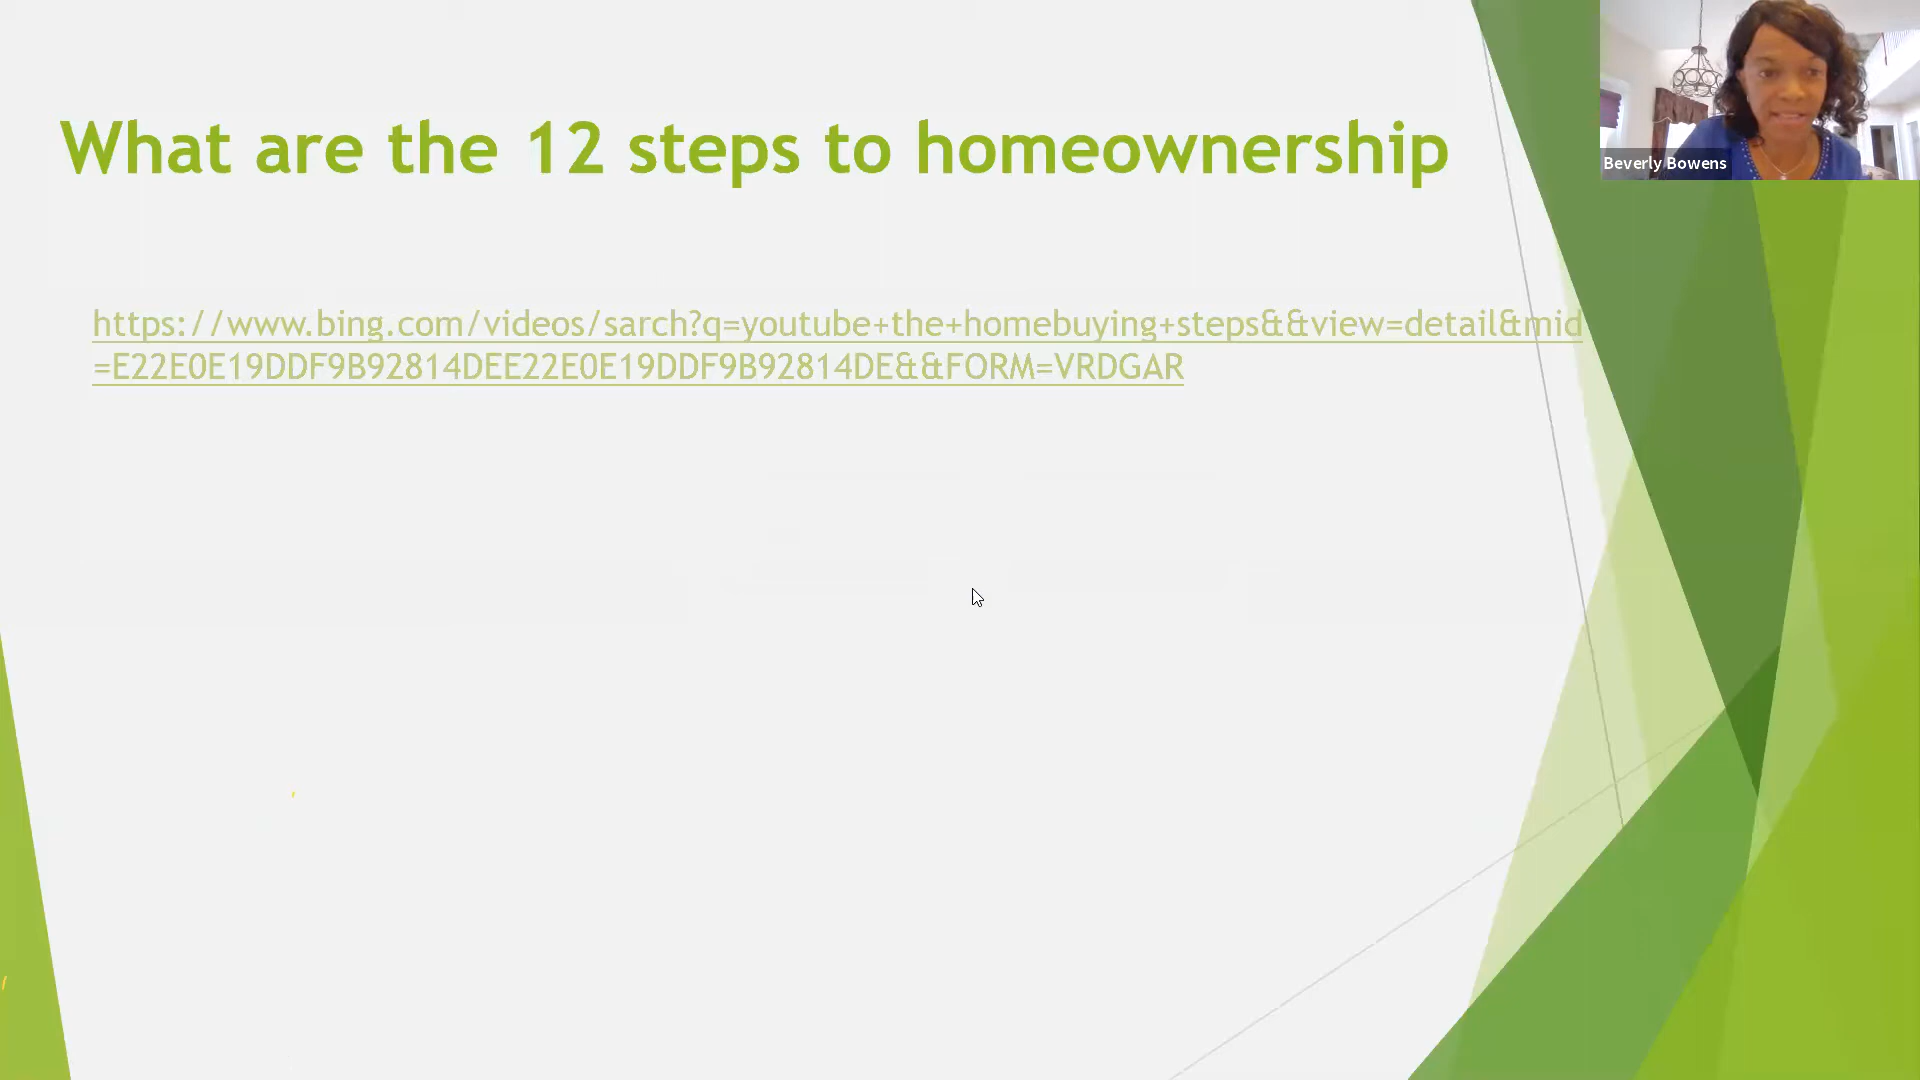 What are the 12 steps to homeownership
https://www.bing.com/videos/sarch?q=youtube+the+homebuying+steps&&view=detail&mid
=E22E0E19DDF9B92814DEE22E0E19DDF9B92814DE&&FORM=VRDGAR
Beverly Bowens